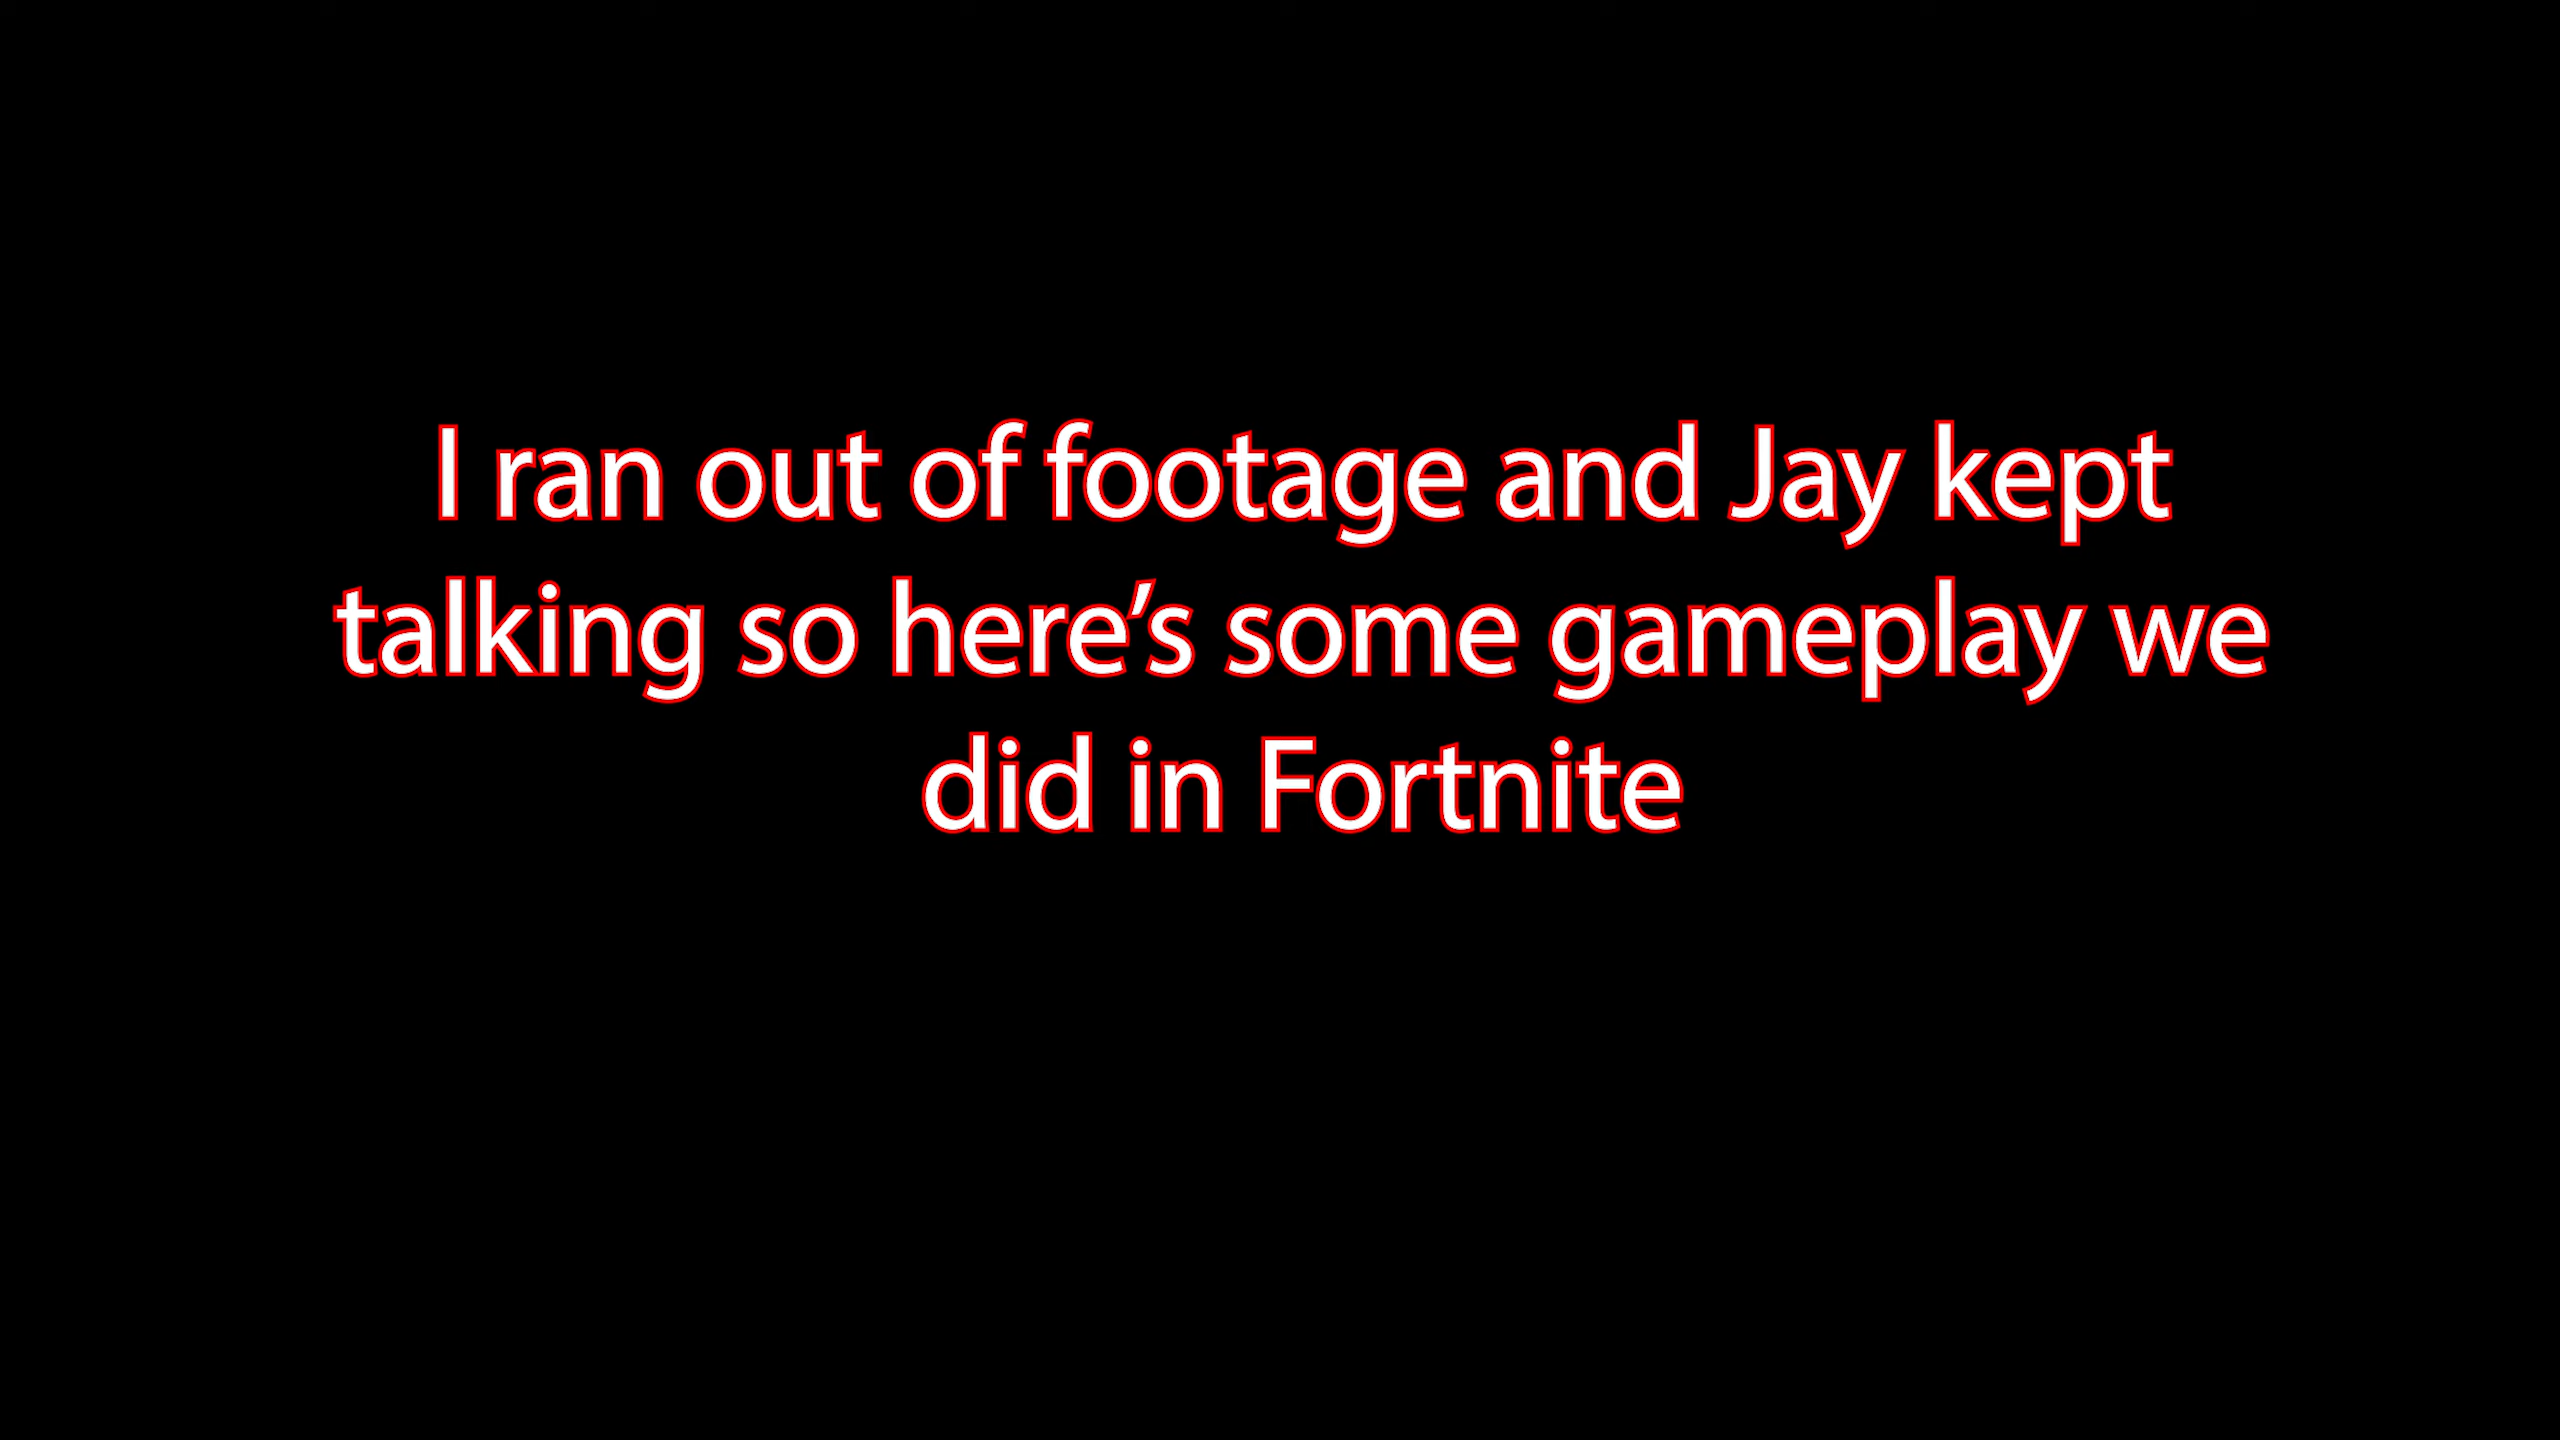 I ran out of footage and Jay kept
talking so here’s some gameplay we
did in Fortnite